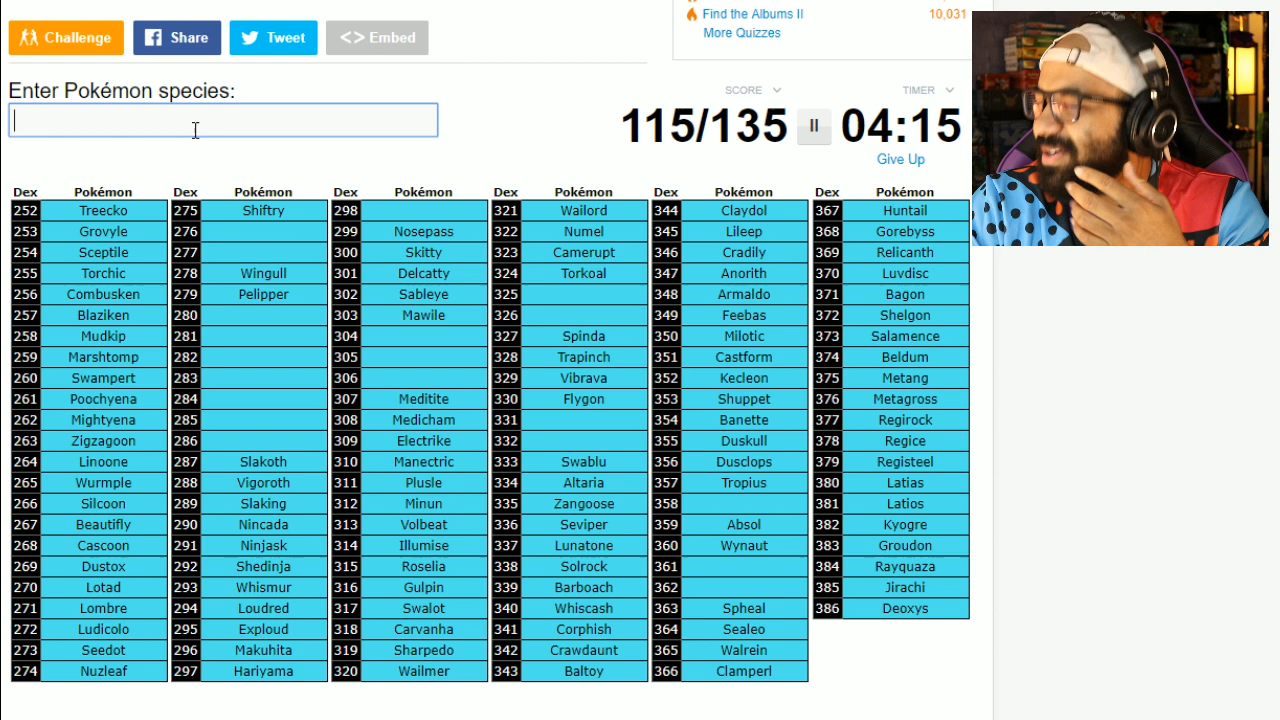 Find the Albums II 10,031
More Quizzes
Challenge Share Tweet <> Embed
Enter Pokémon species:
SCORE TIMER
115/135 04:15
Give Up
Dex Pokémon Dex Pokémon Dex Pokémon Dex Pokémon Dex Pokémon Dex Pokémon
252 Treecko 275 Shiftry 298 321 Wailord 344 Claydol 367 Huntail
253 Grovyle 276 299 Nosepass 322 Numel 345 Lileep 368 Gorebyss
254 Sceptile 277 300 Skitty 323 Camerupt 346 Cradily 369 Relicanth
255 Torchic 278 Wingull 301 Delcatty 324 Torkoal 347 Anorith 370 Luvdisc
256 Combusken 279 Pelipper 302 Sableye 325 348 Armaldo 371 Bagon
257 Blaziken 280 303 Mawile 326 349 Feebas 372 Shelgon
258 Mudkip 281 304 327 Spinda 350 Milotic 373 Salamence
259 Marshtomp 282 305 328 Trapinch 351 Castform 374 Beldum
260 Swampert 283 306 329 Vibrava 352 Kecleon 375 Metang
261 Poochyena 284 307 Meditite 330 Flygon 353 Shuppet 376 Metagross
262 Mightyena 285 308 Medicham 331 354 Banette 377 Regirock
263 Zigzagoon 286 309 Electrike 332 355 Duskull 378 Regice
264 Linoone 287 Slakoth 310 Manectric 333 Swablu 356 Dusclops 379 Registeel
265 Wurmple 288 Vigoroth 311 Plusle 334 Altaria 357 Tropius 380 Latias
266 Silcoon 289 Slaking 312 Minun 335 Zangoose 358 381 Latios
267 Beautifly 290 Nincada 313 Volbeat 336 Seviper 359 Absol 382 Kyogre
268 Cascoon 291 Ninjask 314 Illumise 337 Lunatone 360 Wynaut 383 Groudon
269 Dustox 292 Shedinja 315 Roselia 338 Solrock 361 384 Rayquaza
270 Lotad 293 Whismur 316 Gulpin 339 Barboach 362 385 Jirachi
271 Lombre 294 Loudred 317 Swalot 340 Whiscash 363 Spheal 386 Deoxys
272 Ludicolo 295 Exploud 318 Carvanha 341 Corphish 364 Sealeo
273 Seedot 296 Makuhita 319 Sharpedo 342 Crawdaunt 365 Walrein
274 Nuzleaf 297 Hariyama 320 Wailmer 343 Baltoy 366 Clamperl